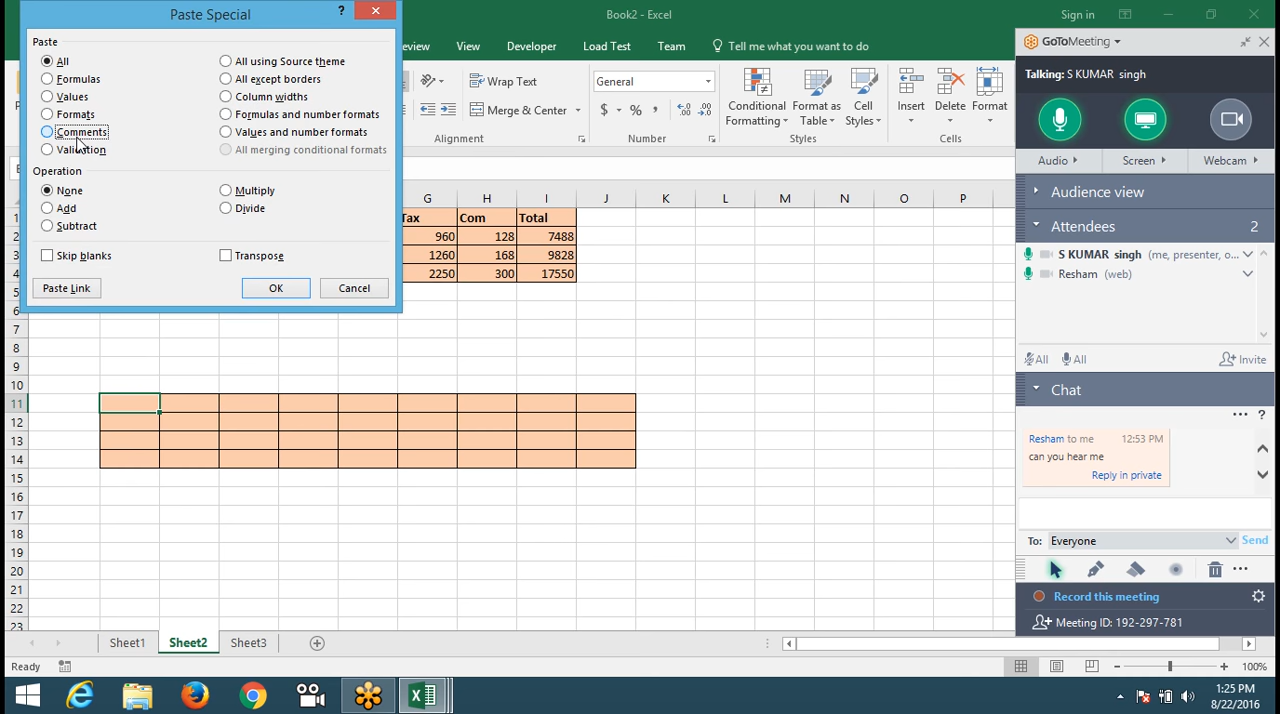 Paste Special
?
Book2 - Excel
Sign in
Paste
All
All using Source theme
Formulas
All except borders
Values
Column widths
Formats
Formulas and number formats
Comments
Values and number formats
Validation
All merging conditional formats
Operation
None
Multiply
Add
Divide
Subtract
Skip blanks
Transpose
Paste Link
OK
Cancel
View
Developer
Load Test
Team
Tell me what you want to do
Wrap Text
Merge & Center
Alignment
General
$ %
Number
Conditional Formatting
Format as Table
Cell Styles
Styles
Insert
Delete
Format
G H I J K L M N O P
Tax Com Total
960 128 7488
1260 168 9828
2250 300 17550
5
6
7
8
9
10
11
12
13
14
15
16
17
18
19
20
21
22
23
Sheet1
Sheet2
Sheet3
Ready
100%
GoToMeeting
Talking: S KUMAR singh
Audio
Screen
Webcam
Audience view
Attendees 2
S KUMAR singh (me, presenter, o...
Resham (web)
All
All
Invite
Chat
Resham to me 12:53 PM
can you hear me
Reply in private
To: Everyone
Send
Record this meeting
Meeting ID: 192-297-781
1:25 PM
8/22/2016